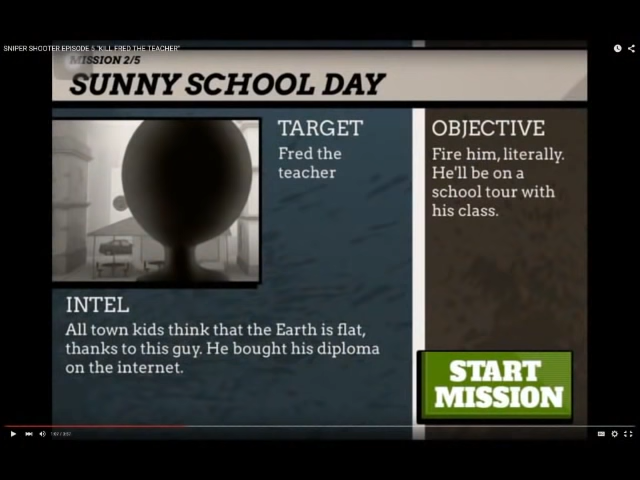 SNIPER SHOOTER EPISODE 5 "KILL FRED THE TEACHER"
MISSION 2/5
SUNNY SCHOOL DAY
TARGET
Fred the
teacher
OBJECTIVE
Fire him, literally.
He'll be on a
school tour with
his class.
INTEL
All town kids think that the Earth is flat,
thanks to this guy. He bought his diploma
on the internet.
START
MISSION